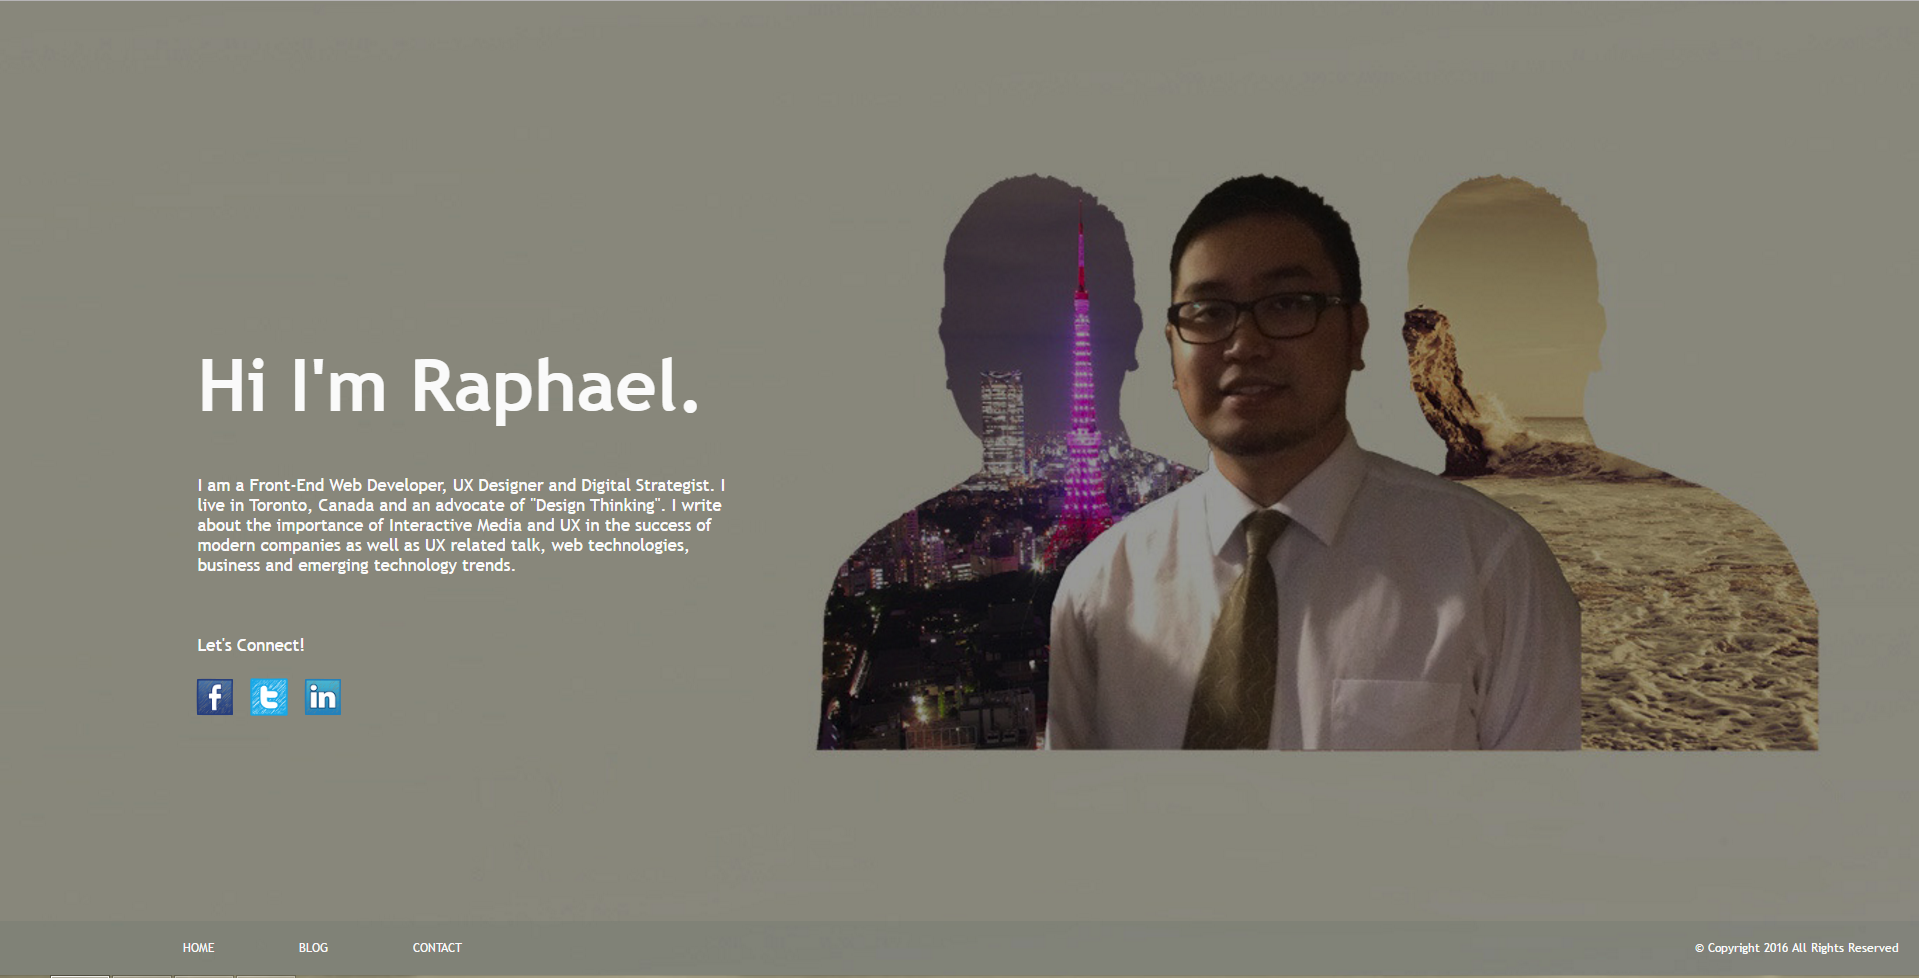 Hi I'm Raphael.
I am a Front-End Web Developer, UX Designer and Digital Strategist. I
live in Toronto, Canada and an advocate of "Design Thinking". I write
about the importance of Interactive Media and UX in the success of
modern companies as well as UX related talk, web technologies,
business and emerging technology trends.
Let's Connect!
f t in
HOME BLOG CONTACT © Copyright 2016 All Rights Reserved